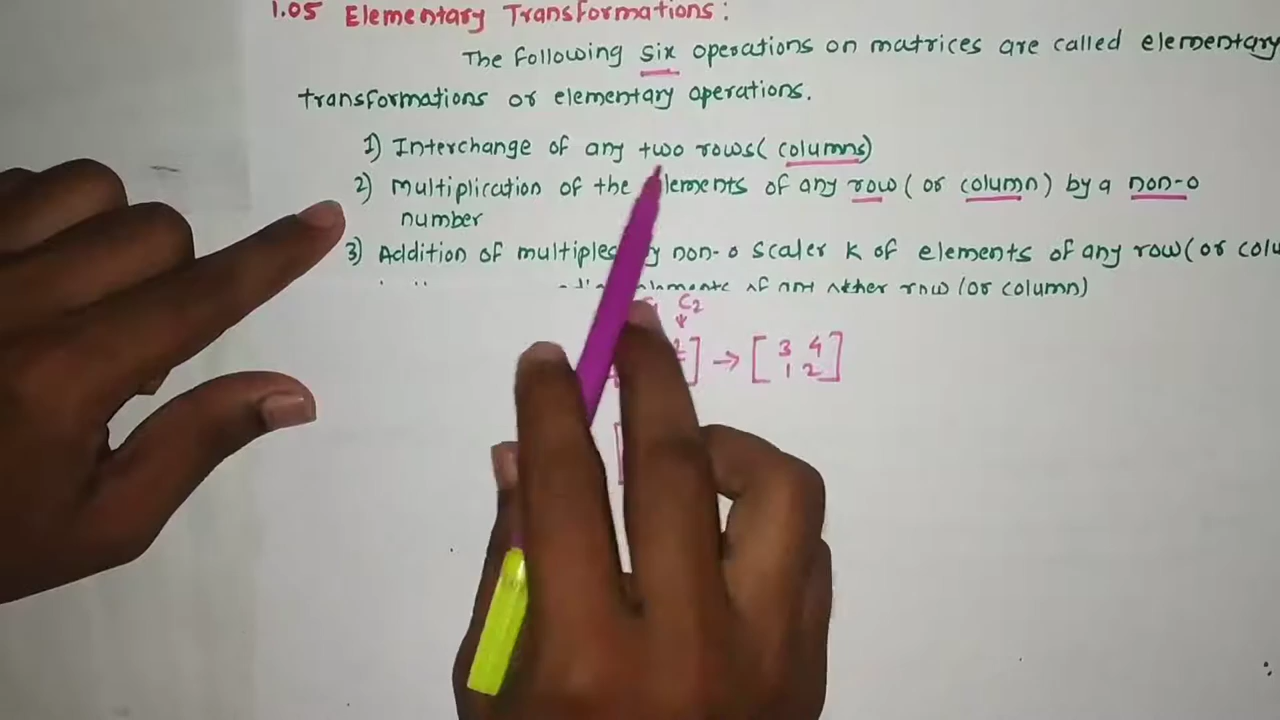 1.05 Elementary Transformations:
The following six operations on matrices are called elementary
transformations or elementary operations.
1) Interchange of any two rows( columns)
2) Multiplication of the elements of any row ( or column ) by a non-0
number
3) Addition of multiples by non-0 scaler k of elements of any row( or colu
elements of any other row (or column)
C2
→ [ 3 4
1 2 ]